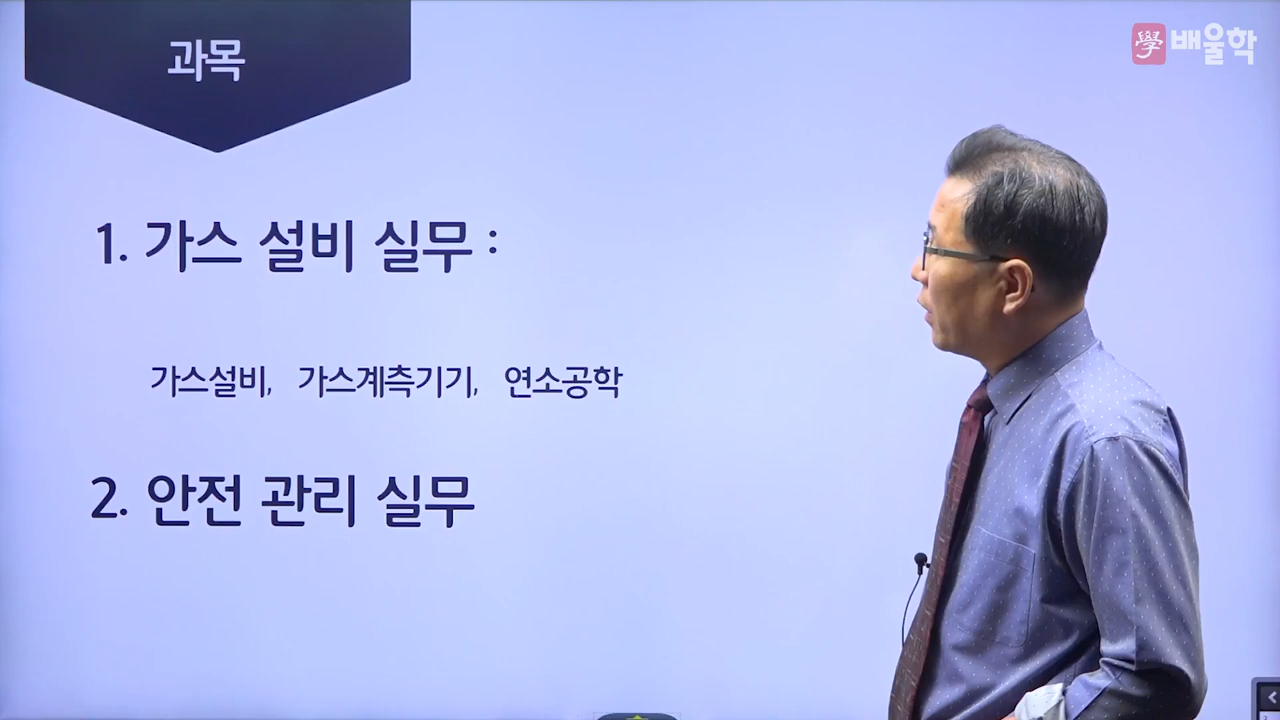 과목
學 배울학
1. 가스 설비 실무 :
가스설비, 가스계측기기, 연소공학
2. 안전 관리 실무